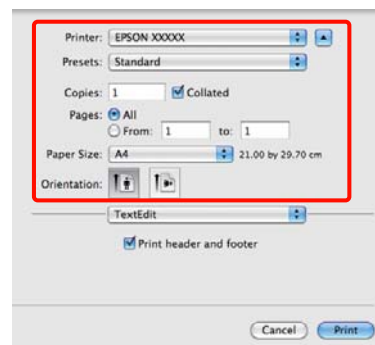 Printer: EPSON XXXXX
Presets: Standard
Copies: 1 Collated
Pages: All
From: 1 to: 1
Paper Size: A4 21.00 by 29.70 cm
Orientation:
TextEdit
Print header and footer
Cancel Print